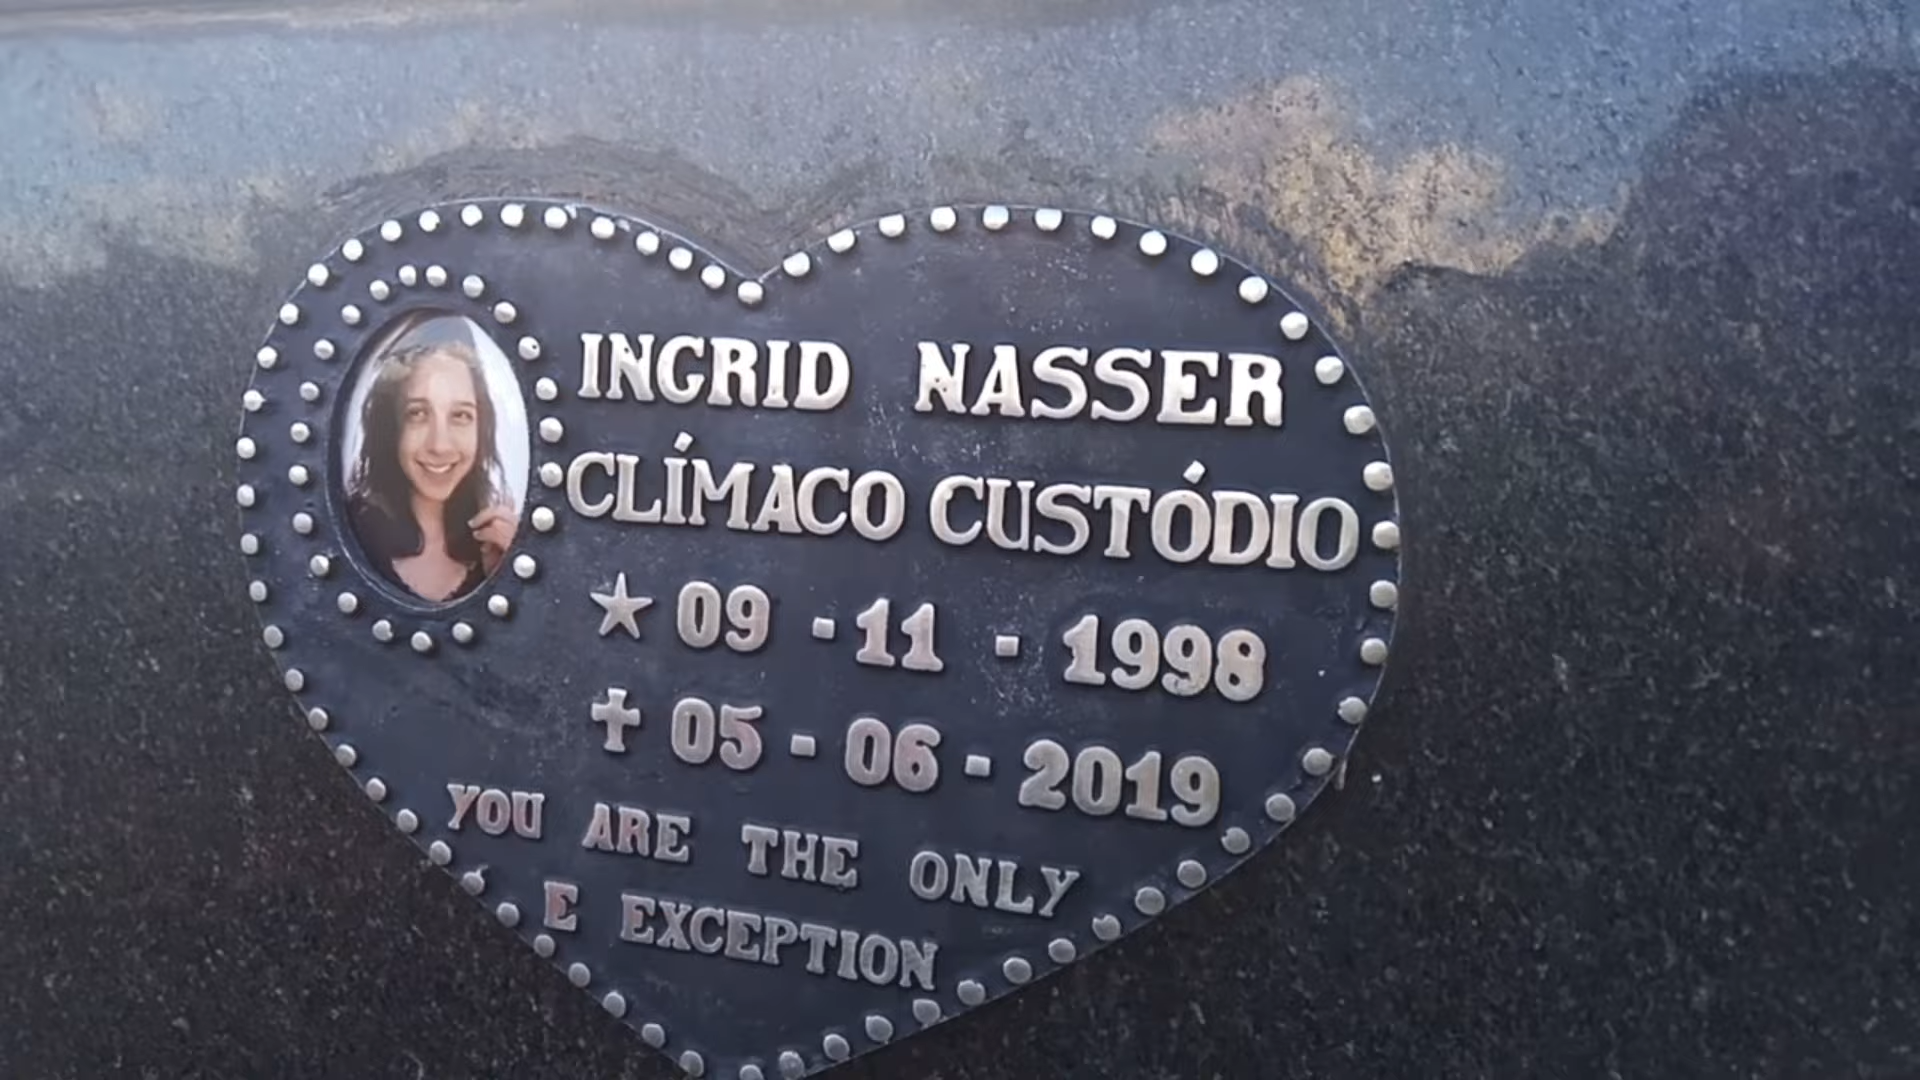 INGRID NASSER
CLÍMACO CUSTÓDIO
★ 09 - 11 - 1998
✝ 05 - 06 - 2019
YOU ARE THE ONLY
E EXCEPTION